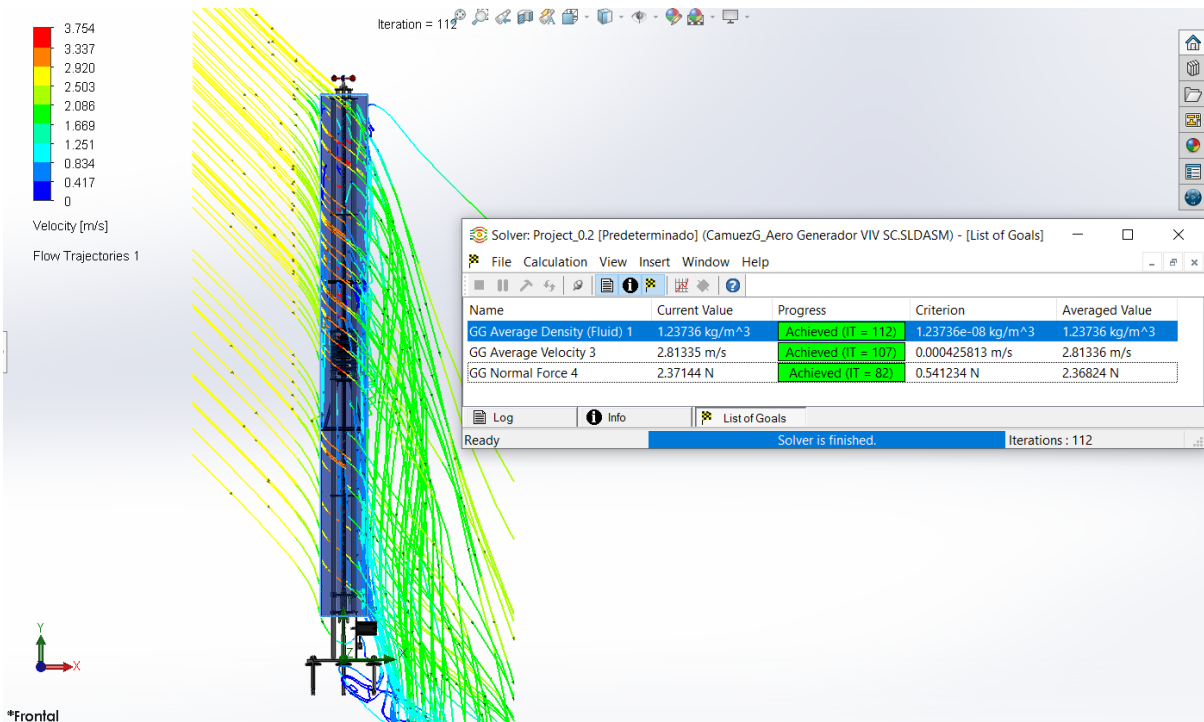 Iteration = 112
3.754
3.337
2.920
2.503
2.086
1.669
1.251
0.834
0.417
0
Velocity [m/s]
Flow Trajectories 1
Solver: Project_0.2 [Predeterminado] (CamuezG_Aero Generador VIV SC.SLDASM) - [List of Goals]
File Calculation View Insert Window Help
Name Current Value Progress Criterion Averaged Value
GG Average Density (Fluid) 1 1.23736 kg/m^3 Achieved (IT = 112) 1.23736e-08 kg/m^3 1.23736 kg/m^3
GG Average Velocity 3 2.81335 m/s Achieved (IT = 107) 0.000425813 m/s 2.81336 m/s
GG Normal Force 4 2.37144 N Achieved (IT = 82) 0.541234 N 2.36824 N
Log Info List of Goals
Ready Solver is finished. Iterations : 112
Y
X
Z
*Frontal